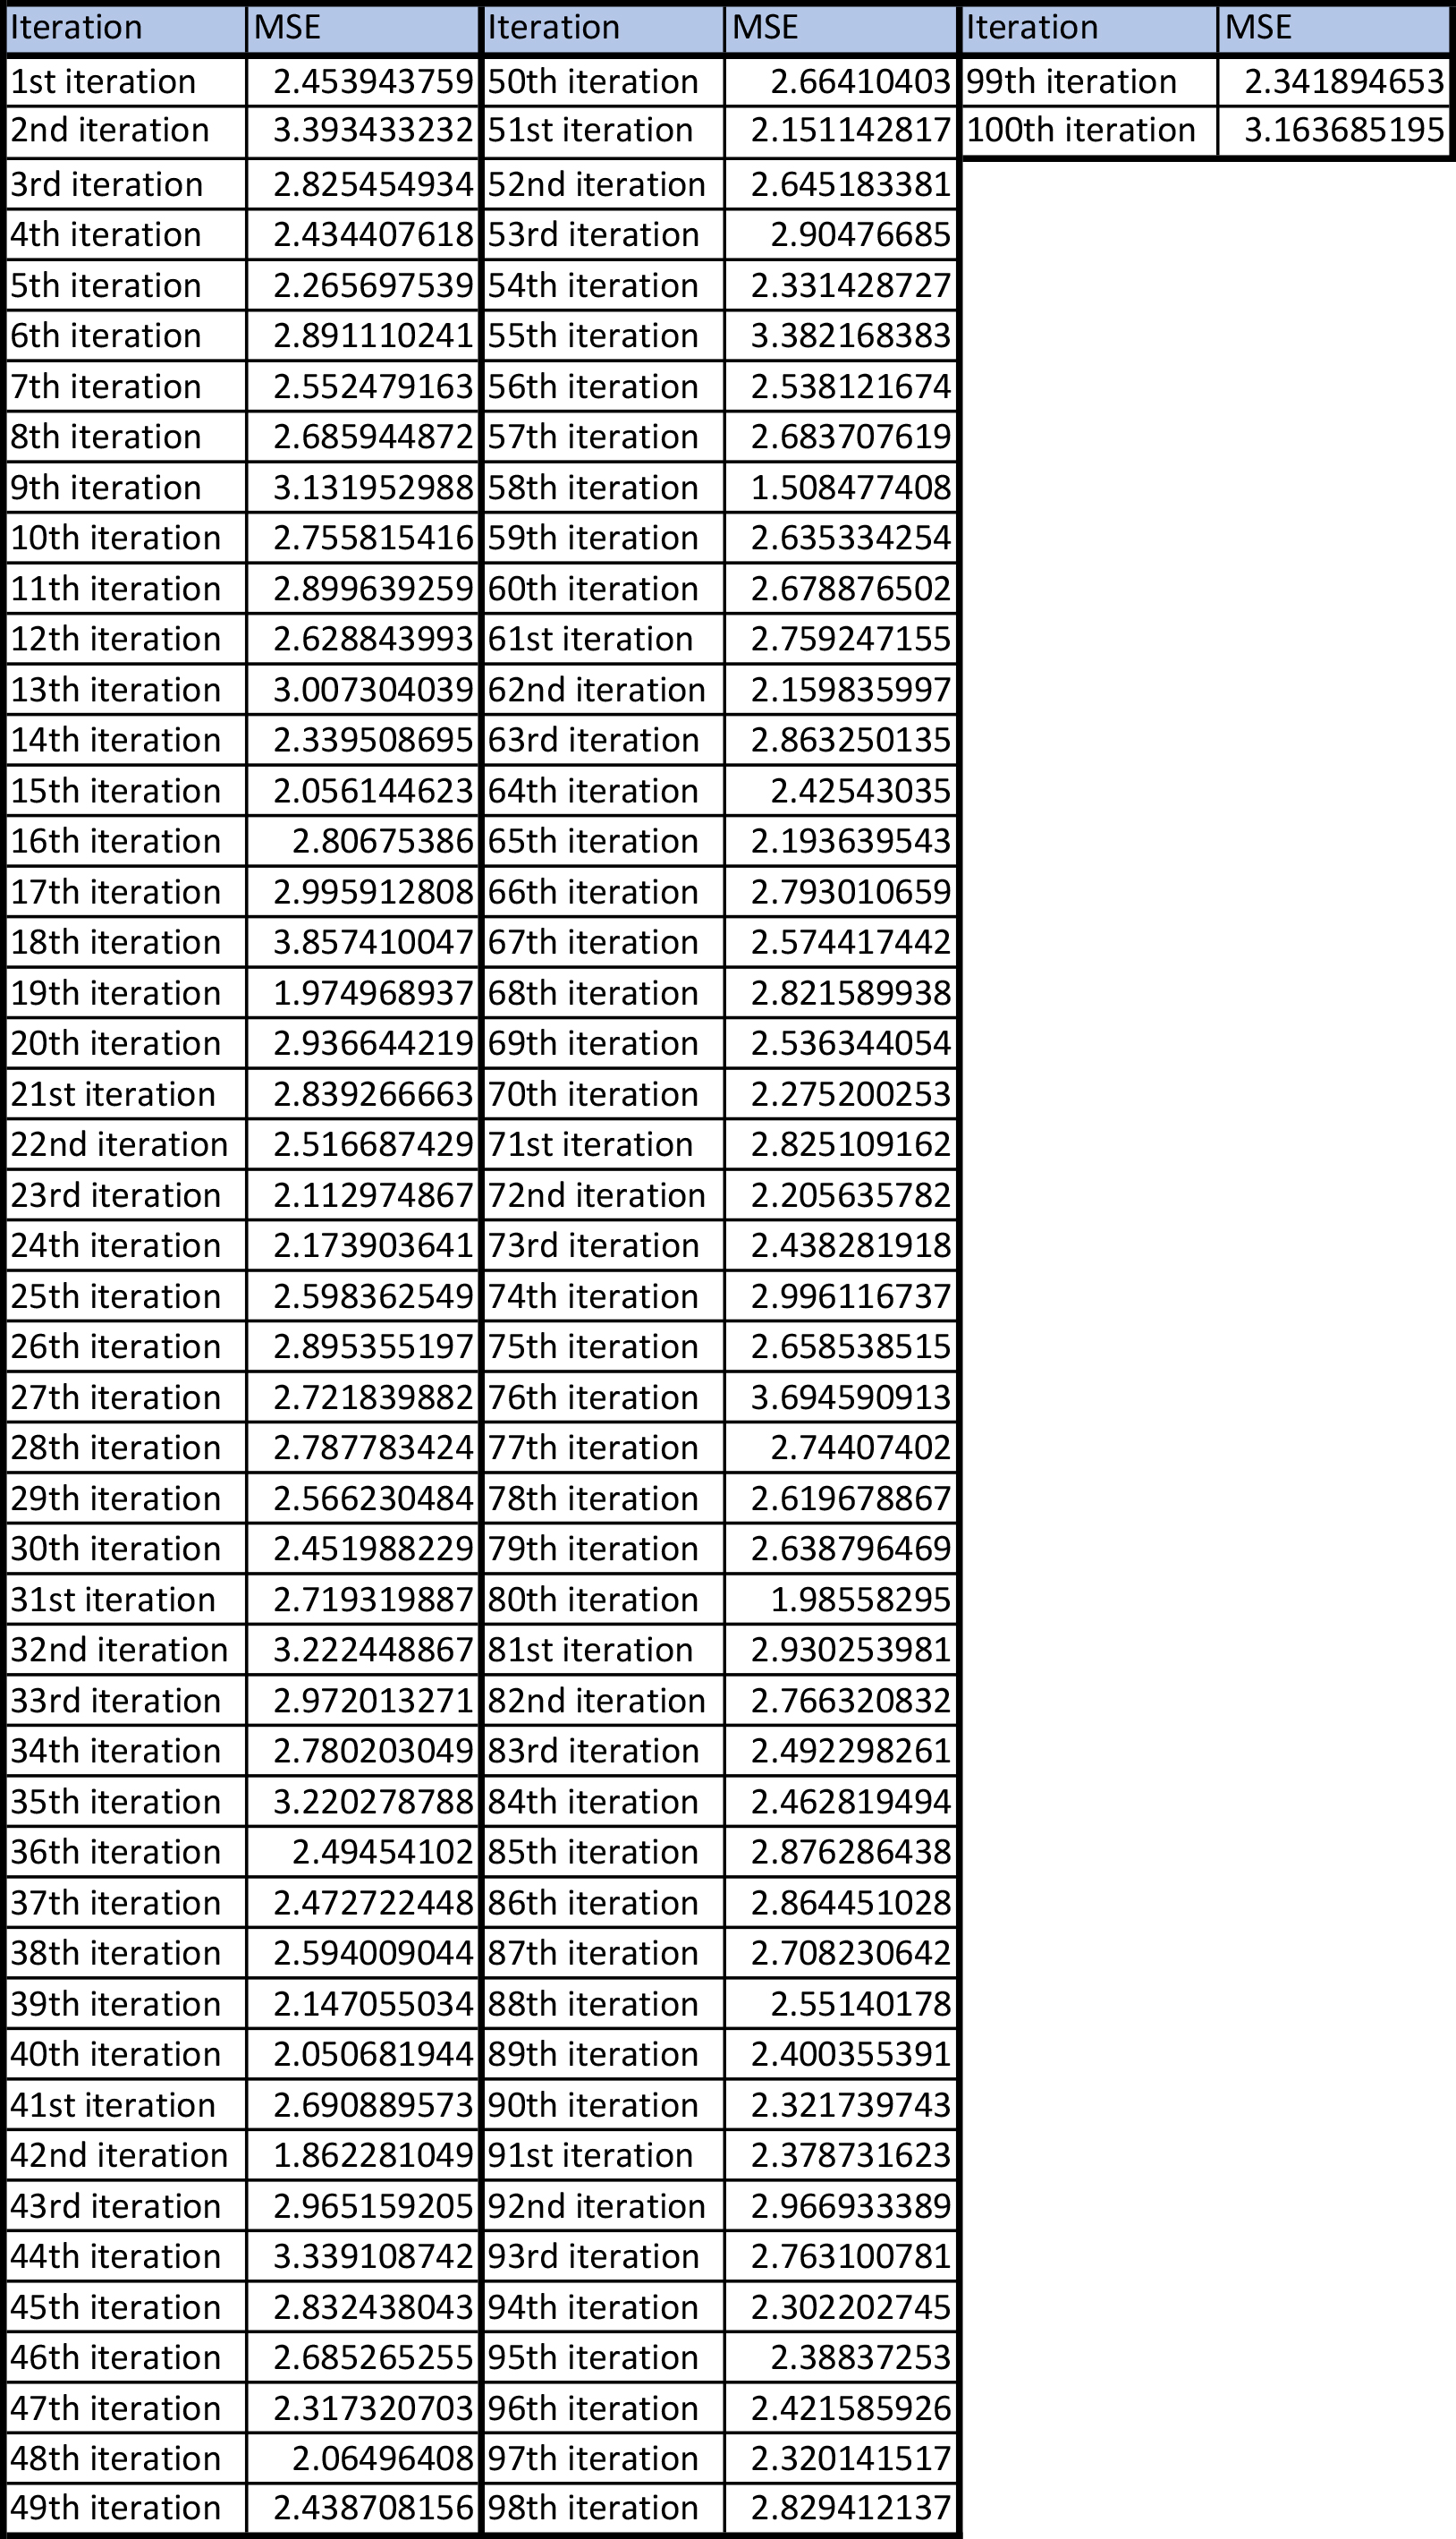 Iteration MSE Iteration MSE Iteration MSE
1st iteration 2.453943759 50th iteration 2.66410403 99th iteration 2.341894653
2nd iteration 3.393433232 51st iteration 2.151142817 100th iteration 3.163685195
3rd iteration 2.825454934 52nd iteration 2.645183381
4th iteration 2.434407618 53rd iteration 2.90476685
5th iteration 2.265697539 54th iteration 2.331428727
6th iteration 2.891110241 55th iteration 3.382168383
7th iteration 2.552479163 56th iteration 2.538121674
8th iteration 2.685944872 57th iteration 2.683707619
9th iteration 3.131952988 58th iteration 1.508477408
10th iteration 2.755815416 59th iteration 2.635334254
11th iteration 2.899639259 60th iteration 2.678876502
12th iteration 2.628843993 61st iteration 2.759247155
13th iteration 3.007304039 62nd iteration 2.159835997
14th iteration 2.339508695 63rd iteration 2.863250135
15th iteration 2.056144623 64th iteration 2.42543035
16th iteration 2.80675386 65th iteration 2.193639543
17th iteration 2.995912808 66th iteration 2.793010659
18th iteration 3.857410047 67th iteration 2.574417442
19th iteration 1.974968937 68th iteration 2.821589938
20th iteration 2.936644219 69th iteration 2.536344054
21st iteration 2.839266663 70th iteration 2.275200253
22nd iteration 2.516687429 71st iteration 2.825109162
23rd iteration 2.112974867 72nd iteration 2.205635782
24th iteration 2.173903641 73rd iteration 2.438281918
25th iteration 2.598362549 74th iteration 2.996116737
26th iteration 2.895355197 75th iteration 2.658538515
27th iteration 2.721839882 76th iteration 3.694590913
28th iteration 2.787783424 77th iteration 2.74407402
29th iteration 2.566230484 78th iteration 2.619678867
30th iteration 2.451988229 79th iteration 2.638796469
31st iteration 2.719319887 80th iteration 1.98558295
32nd iteration 3.222448867 81st iteration 2.930253981
33rd iteration 2.972013271 82nd iteration 2.766320832
34th iteration 2.780203049 83rd iteration 2.492298261
35th iteration 3.220278788 84th iteration 2.462819494
36th iteration 2.49454102 85th iteration 2.876286438
37th iteration 2.472722448 86th iteration 2.864451028
38th iteration 2.594009044 87th iteration 2.708230642
39th iteration 2.147055034 88th iteration 2.55140178
40th iteration 2.050681944 89th iteration 2.400355391
41st iteration 2.690889573 90th iteration 2.321739743
42nd iteration 1.862281049 91st iteration 2.378731623
43rd iteration 2.965159205 92nd iteration 2.966933389
44th iteration 3.339108742 93rd iteration 2.763100781
45th iteration 2.832438043 94th iteration 2.302202745
46th iteration 2.685265255 95th iteration 2.38837253
47th iteration 2.317320703 96th iteration 2.421585926
48th iteration 2.06496408 97th iteration 2.320141517
49th iteration 2.438708156 98th iteration 2.829412137